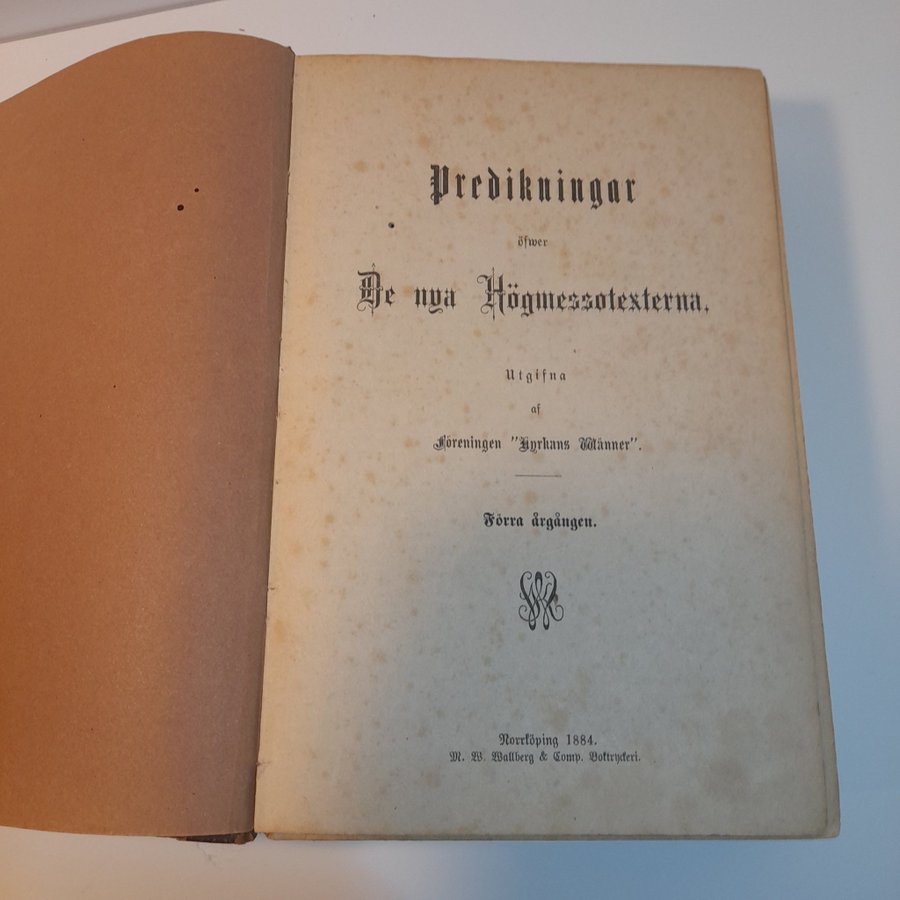 Predikningar
öfwer
De nya Högmessotexterna.
Utgifna
af
Föreningen "Kyrkans Wänner".
Förra årgången.
Norrköping 1884.
M. W. Wallberg & Comp. Boktryckeri.